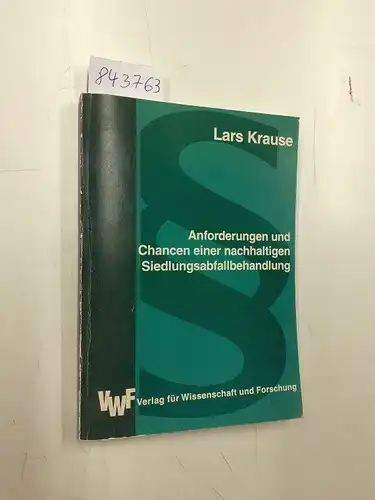 843763
Lars Krause
Anforderungen und
Chancen einer nachhaltigen
Siedlungsabfallbehandlung
VWF Verlag für Wissenschaft und Forschung